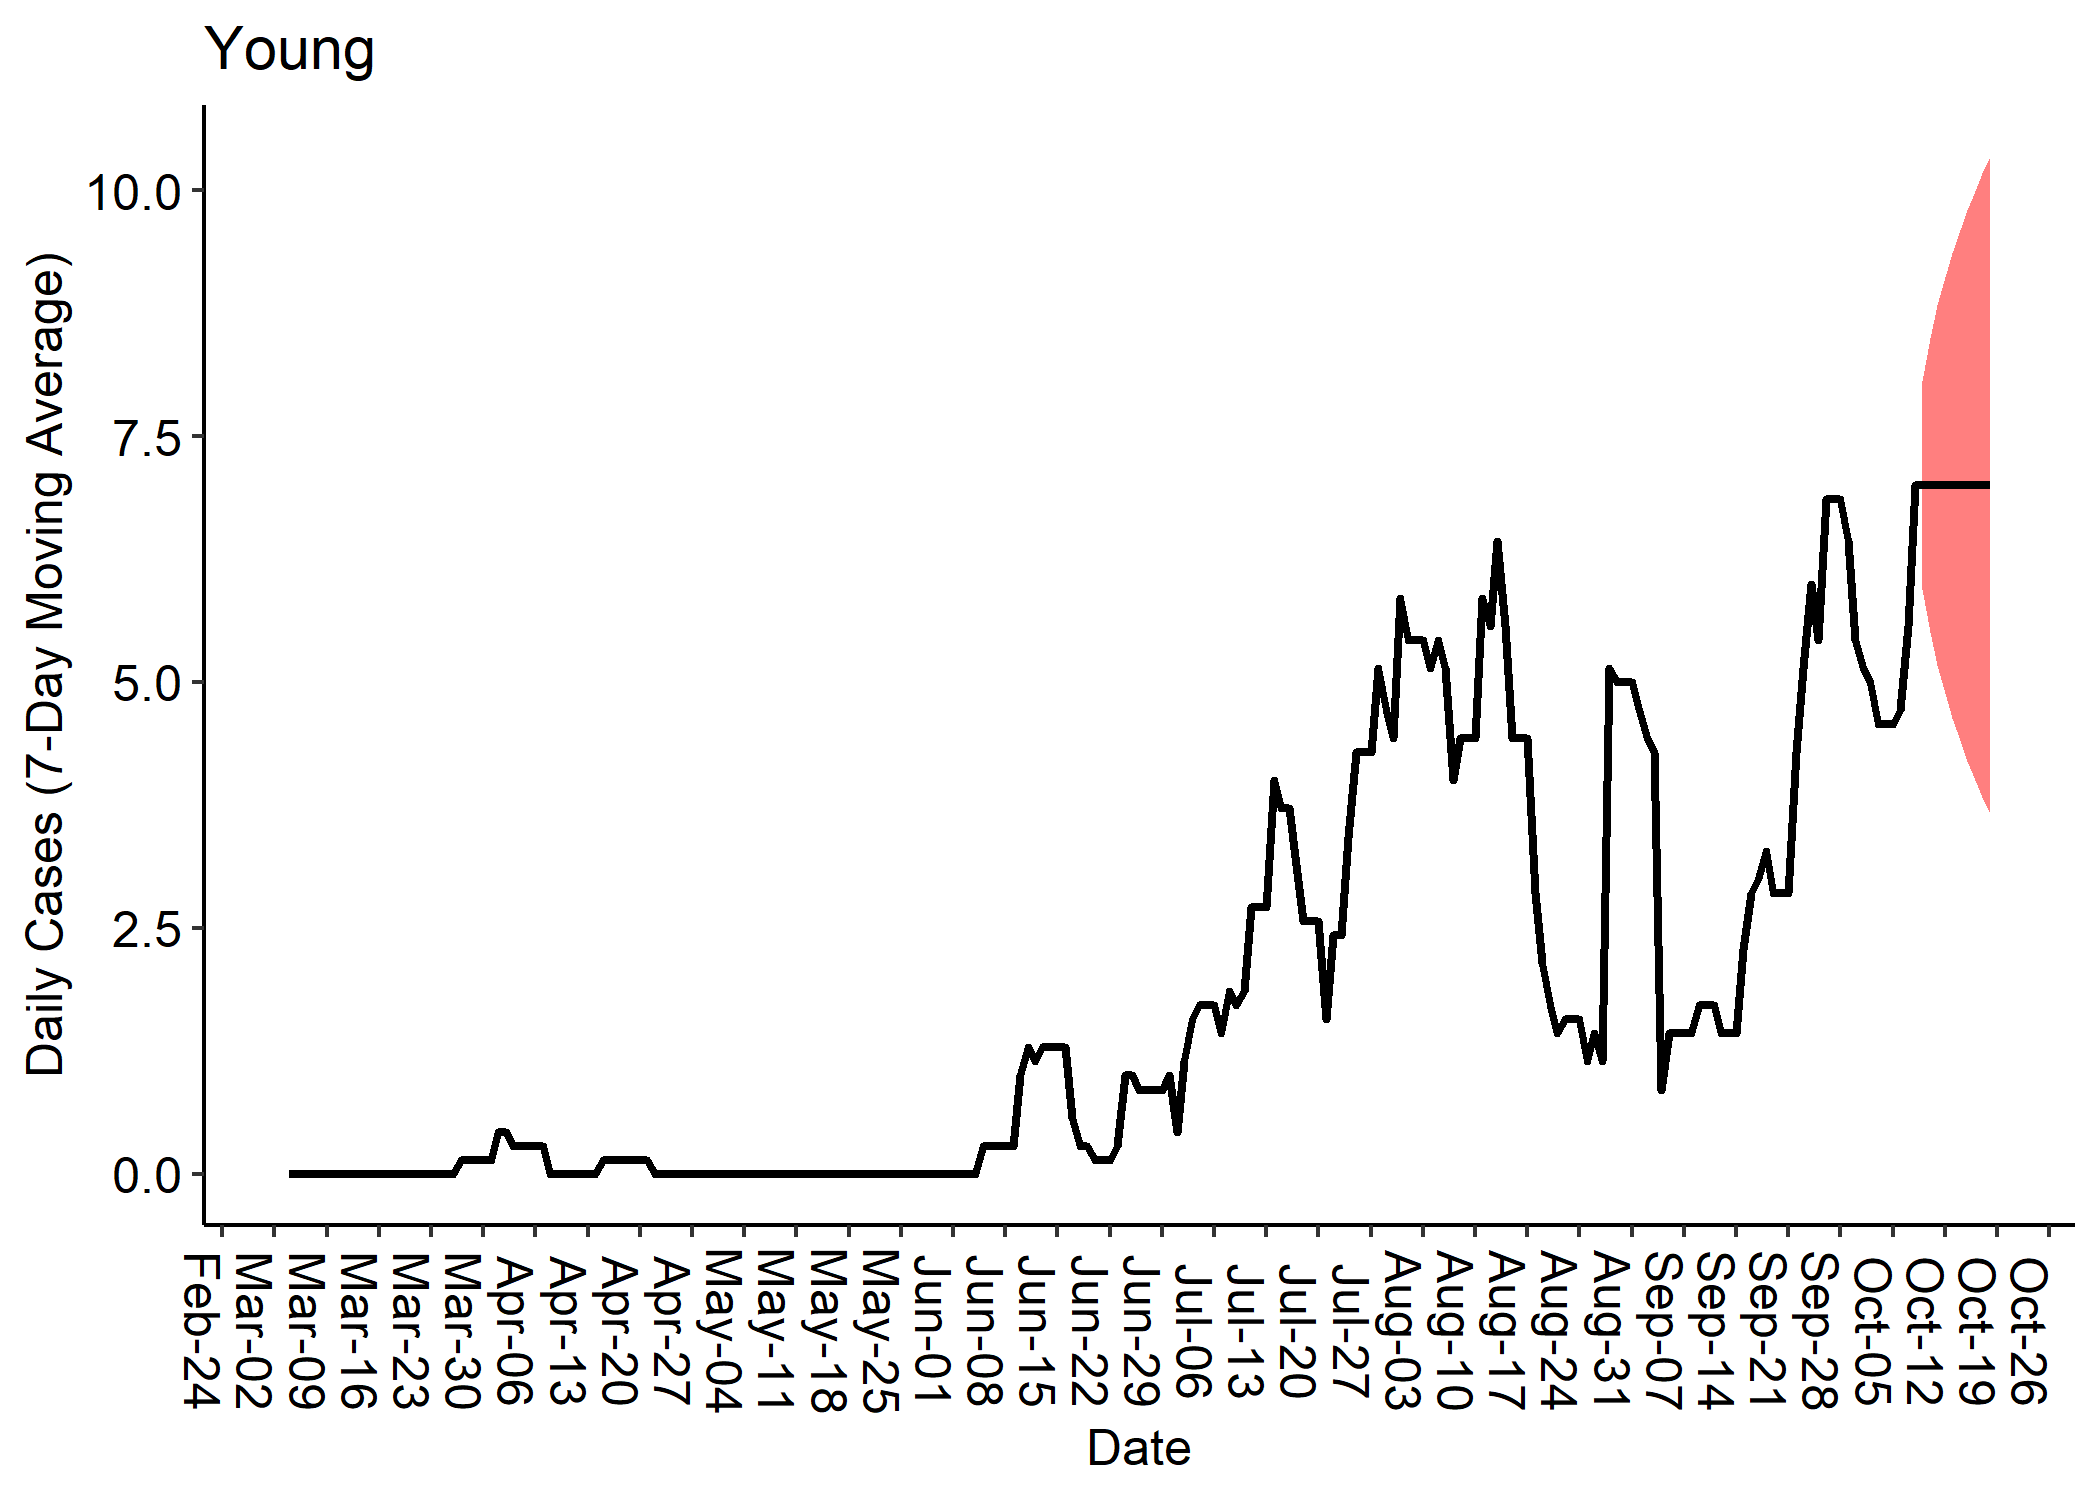 Young
Daily Cases (7-Day Moving Average)
10.0
7.5
5.0
2.5
0.0
Feb-24
Mar-02
Mar-09
Mar-16
Mar-23
Mar-30
Apr-06
Apr-13
Apr-20
Apr-27
May-04
May-11
May-18
May-25
Jun-01
Jun-08
Jun-15
Jun-22
Jun-29
Jul-06
Jul-13
Jul-20
Jul-27
Aug-03
Aug-10
Aug-17
Aug-24
Aug-31
Sep-07
Sep-14
Sep-21
Sep-28
Oct-05
Oct-12
Oct-19
Oct-26
Date